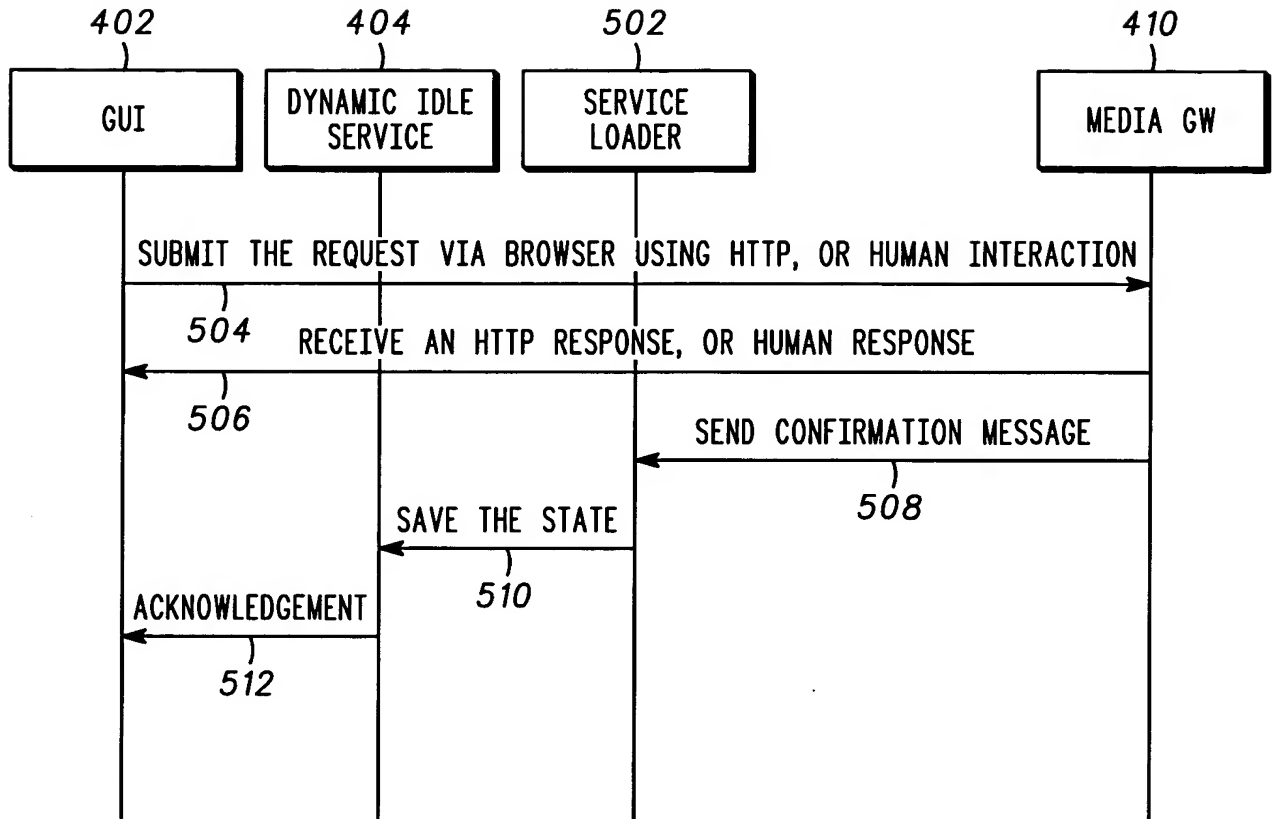 402
404
502
410
GUI
DYNAMIC IDLE
SERVICE
SERVICE
LOADER
MEDIA GW
SUBMIT THE REQUEST VIA BROWSER USING HTTP, OR HUMAN INTERACTION
504
RECEIVE AN HTTP RESPONSE, OR HUMAN RESPONSE
506
SEND CONFIRMATION MESSAGE
508
SAVE THE STATE
510
ACKNOWLEDGEMENT
512